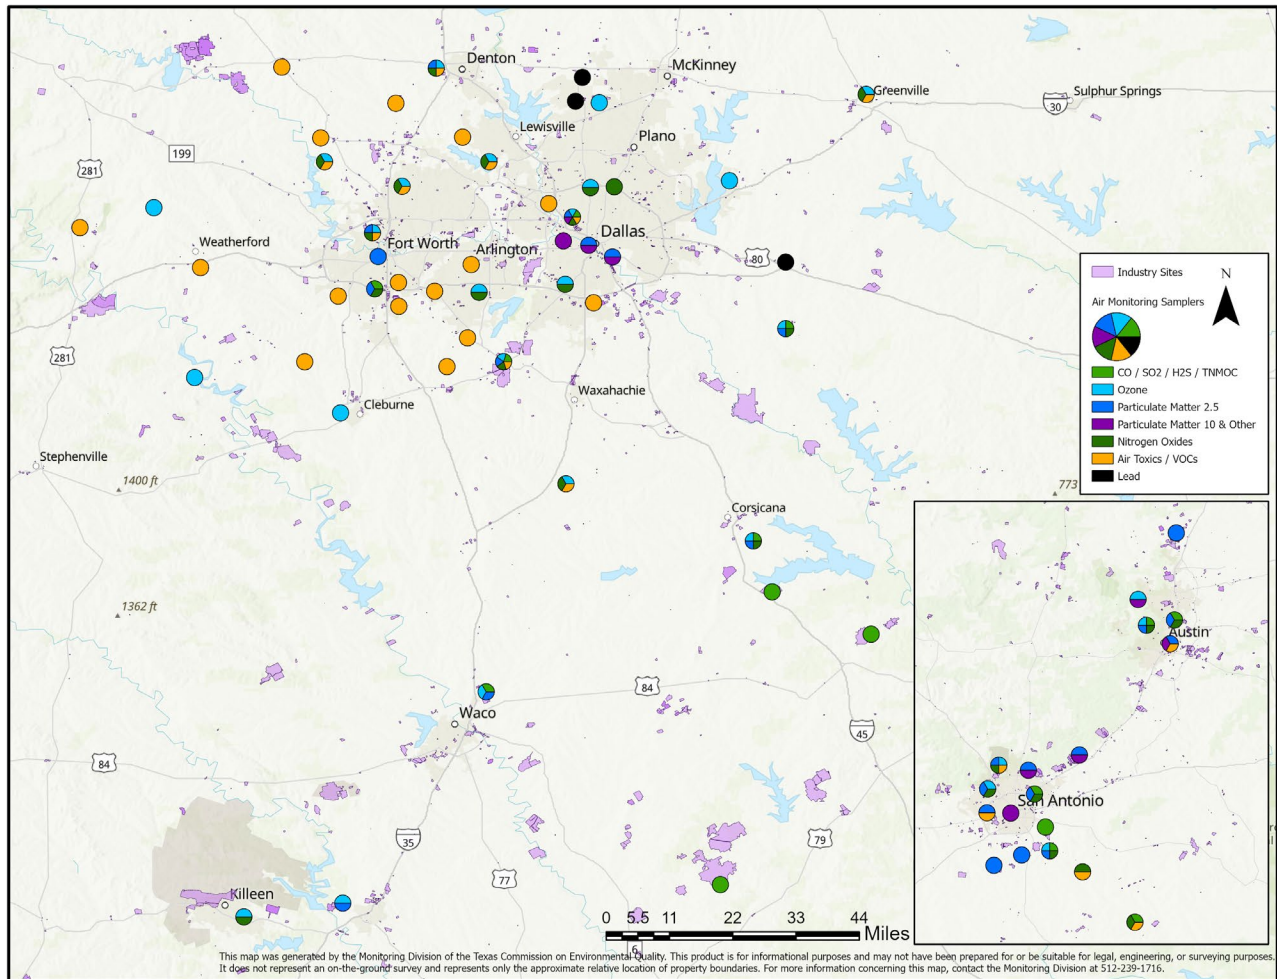 Denton
McKinney
Greenville
Sulphur Springs
30
Lewisville
Plano
199
281
Weatherford
Fort Worth
Arlington
Dallas
80
281
Cleburne
Waxahachie
Stephenville
1400 ft
Corsicana
773
1362 ft
84
Waco
45
84
35
79
77
Killeen
6
Industry Sites
N
Air Monitoring Samplers
CO / SO2 / H2S / TNMOC
Ozone
Particulate Matter 2.5
Particulate Matter 10 & Other
Nitrogen Oxides
Air Toxics / VOCs
Lead
Austin
San Antonio
0 5.5 11 22 33 44
Miles
This map was generated by the Monitoring Division of the Texas Commission on Environmental Quality. This product is for informational purposes and may not have been prepared for or be suitable for legal, engineering, or surveying purposes.
It does not represent an on-the-ground survey and represents only the approximate relative location of property boundaries. For more information concerning this map, contact the Monitoring Division at 512-239-1716.